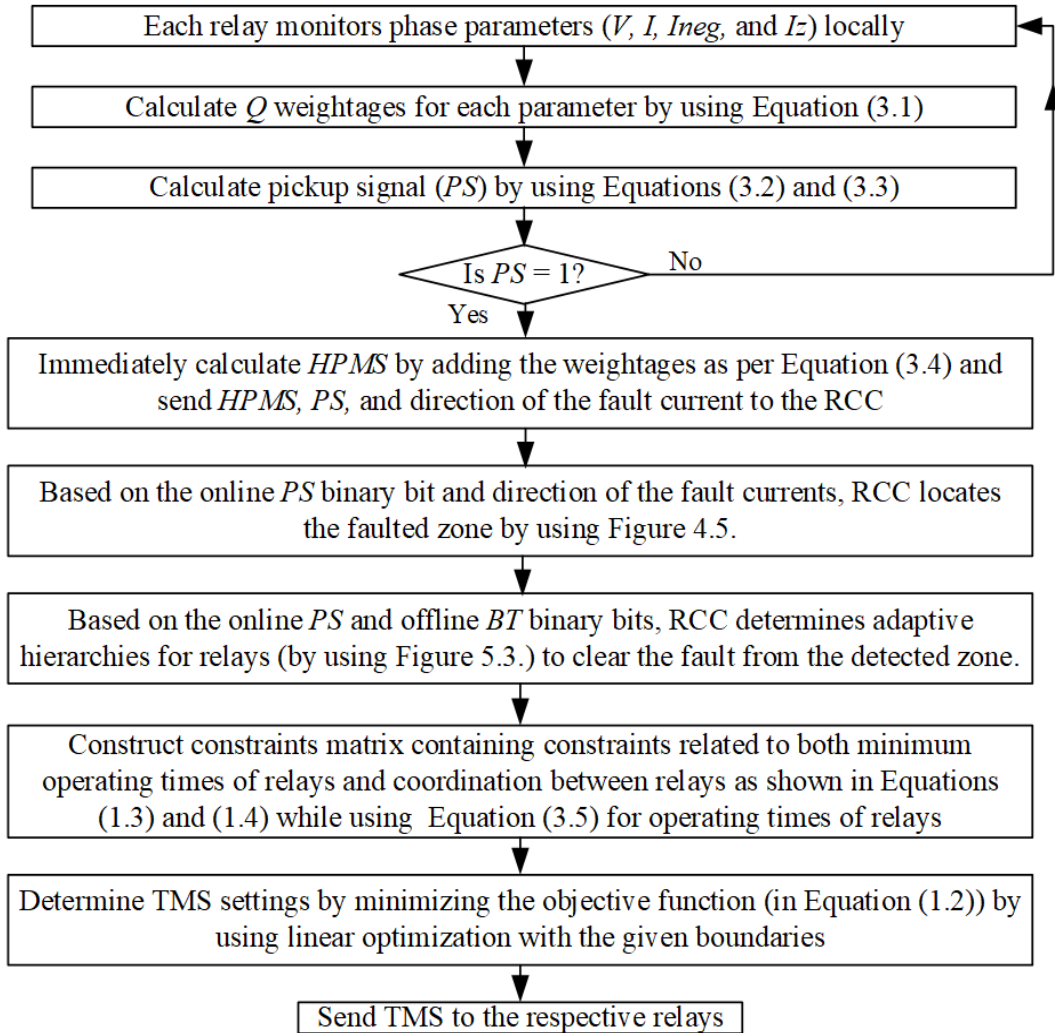 Each relay monitors phase parameters (V, I, Ineg, and Iz) locally
Calculate Q weightages for each parameter by using Equation (3.1)
Calculate pickup signal (PS) by using Equations (3.2) and (3.3)
Is PS = 1?
No
Yes
Immediately calculate HPMS by adding the weightages as per Equation (3.4) and
send HPMS, PS, and direction of the fault current to the RCC
Based on the online PS binary bit and direction of the fault currents, RCC locates
the faulted zone by using Figure 4.5.
Based on the online PS and offline BT binary bits, RCC determines adaptive
hierarchies for relays (by using Figure 5.3.) to clear the fault from the detected zone.
Construct constraints matrix containing constraints related to both minimum
operating times of relays and coordination between relays as shown in Equations
(1.3) and (1.4) while using Equation (3.5) for operating times of relays
Determine TMS settings by minimizing the objective function (in Equation (1.2)) by
using linear optimization with the given boundaries
Send TMS to the respective relays